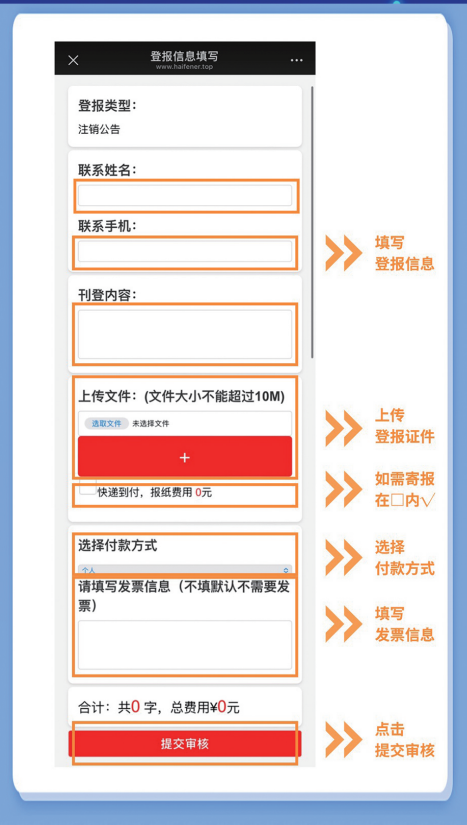 登报信息填写
www.haifener.top
登报类型：
注销公告
联系姓名：
联系手机：
填写
登报信息
刊登内容：
上传文件：(文件大小不能超过10M)
选取文件 未选择文件
+
上传
登报证件
快递到付，报纸费用 0元
如需寄报
在□内√
选择付款方式
个人
选择
付款方式
请填写发票信息（不填默认不需要发
票）
填写
发票信息
合计：共0 字，总费用¥0元
提交审核
点击
提交审核